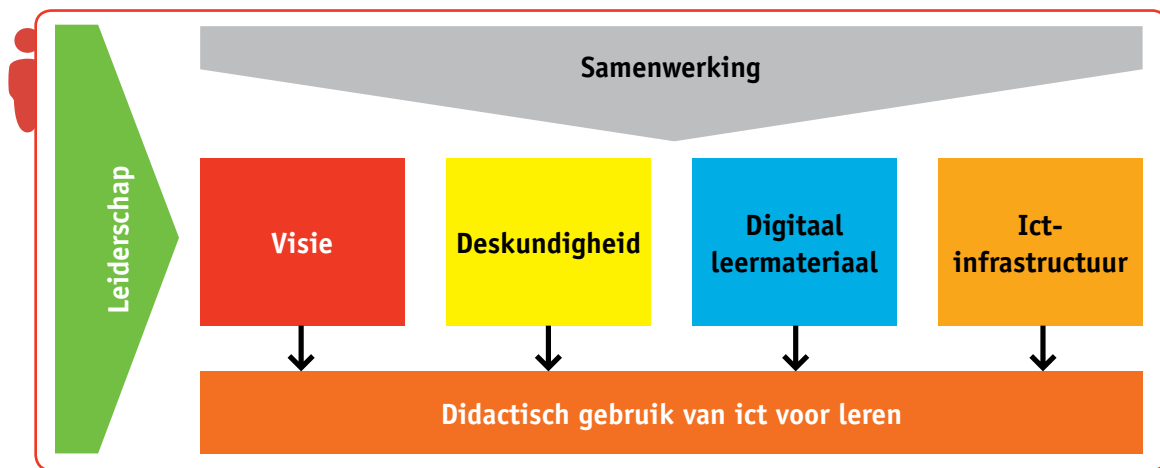 Samenwerking
Leiderschap
Visie
Deskundigheid
Digitaal
leermateriaal
Ict-
infrastructuur
Didactisch gebruik van ict voor leren